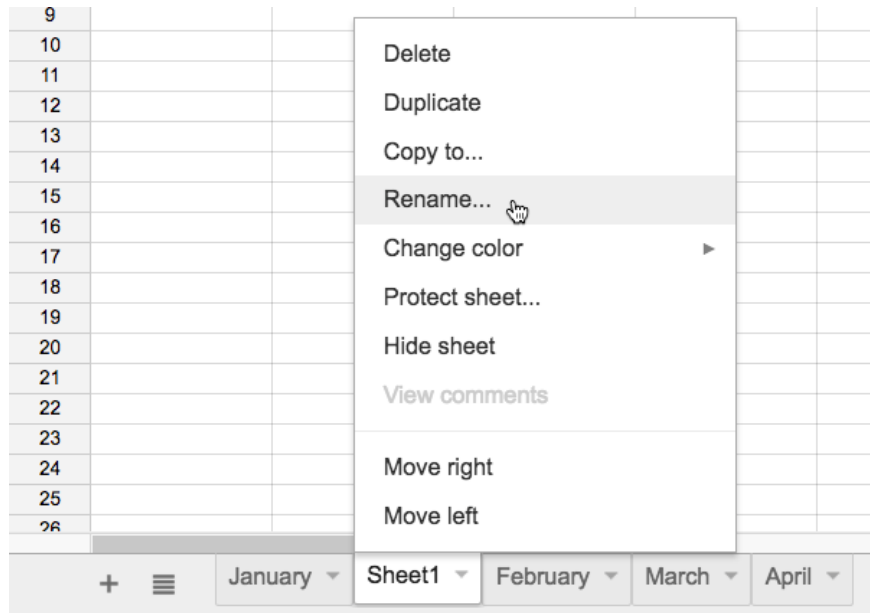 9
10
11
12
13
14
15
16
17
18
19
20
21
22
23
24
25
26
Delete
Duplicate
Copy to...
Rename...
Change color
Protect sheet...
Hide sheet
View comments
Move right
Move left
January
Sheet1
February
March
April